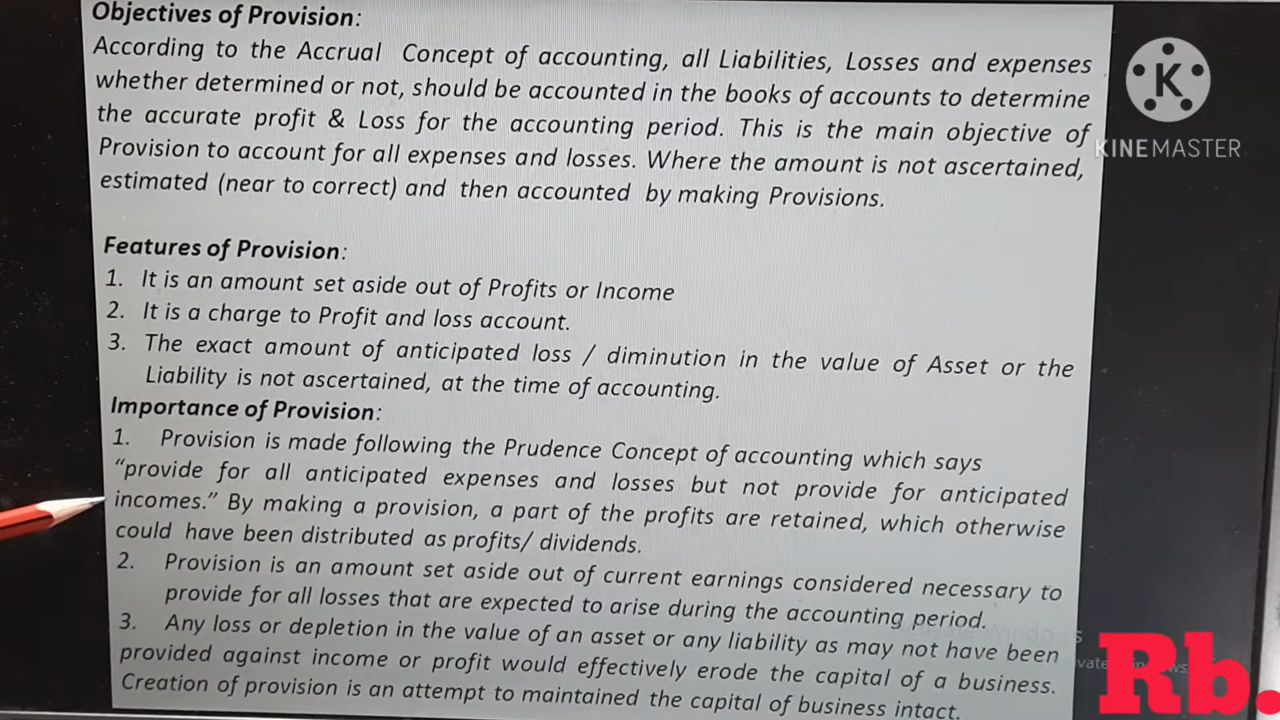 Objectives of Provision:
According to the Accrual Concept of accounting, all Liabilities, Losses and expenses
whether determined or not, should be accounted in the books of accounts to determine
the accurate profit & Loss for the accounting period. This is the main objective of
Provision to account for all expenses and losses. Where the amount is not ascertained,
estimated (near to correct) and then accounted by making Provisions.
K
KINEMASTER
Features of Provision:
1. It is an amount set aside out of Profits or Income
2. It is a charge to Profit and loss account.
3. The exact amount of anticipated loss / diminution in the value of Asset or the
Liability is not ascertained, at the time of accounting.
Importance of Provision:
1. Provision is made following the Prudence Concept of accounting which says
“provide for all anticipated expenses and losses but not provide for anticipated
incomes.” By making a provision, a part of the profits are retained, which otherwise
could have been distributed as profits/ dividends.
2. Provision is an amount set aside out of current earnings considered necessary to
provide for all losses that are expected to arise during the accounting period.
3. Any loss or depletion in the value of an asset or any liability as may not have been
provided against income or profit would effectively erode the capital of a business.
Creation of provision is an attempt to maintained the capital of business intact.
Rb.